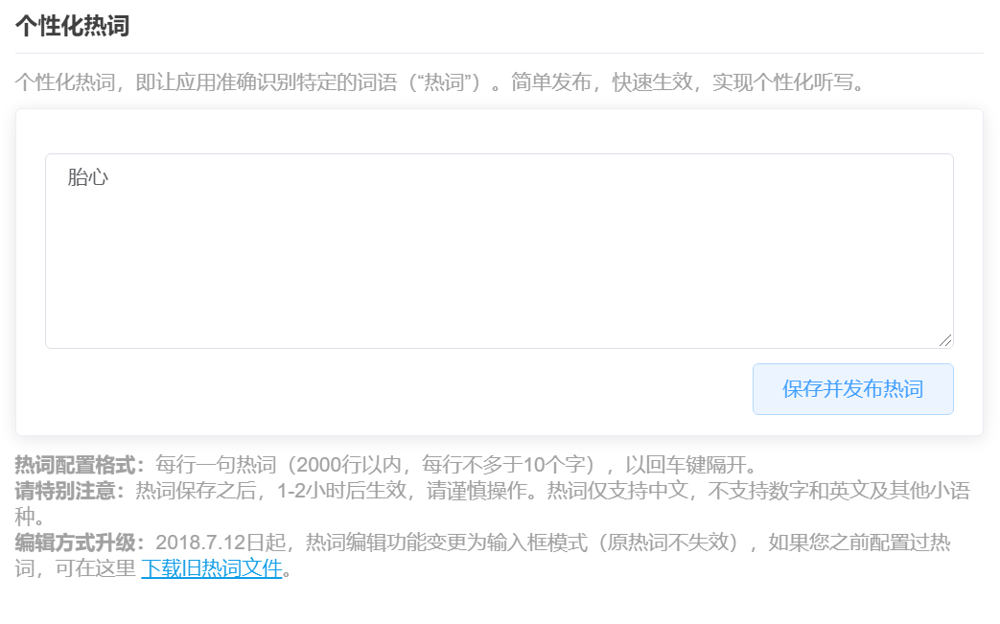 个性化热词
个性化热词，即让应用准确识别特定的词语（“热词”）。简单发布，快速生效，实现个性化听写。
胎心
保存并发布热词
热词配置格式：每行一句热词（2000行以内，每行不多于10个字），以回车键隔开。
请特别注意：热词保存之后，1-2小时后生效，请谨慎操作。热词仅支持中文，不支持数字和英文及其他小语
种。
编辑方式升级：2018.7.12日起，热词编辑功能变更为输入框模式（原热词不失效），如果您之前配置过热
词，可在这里 下载旧热词文件。